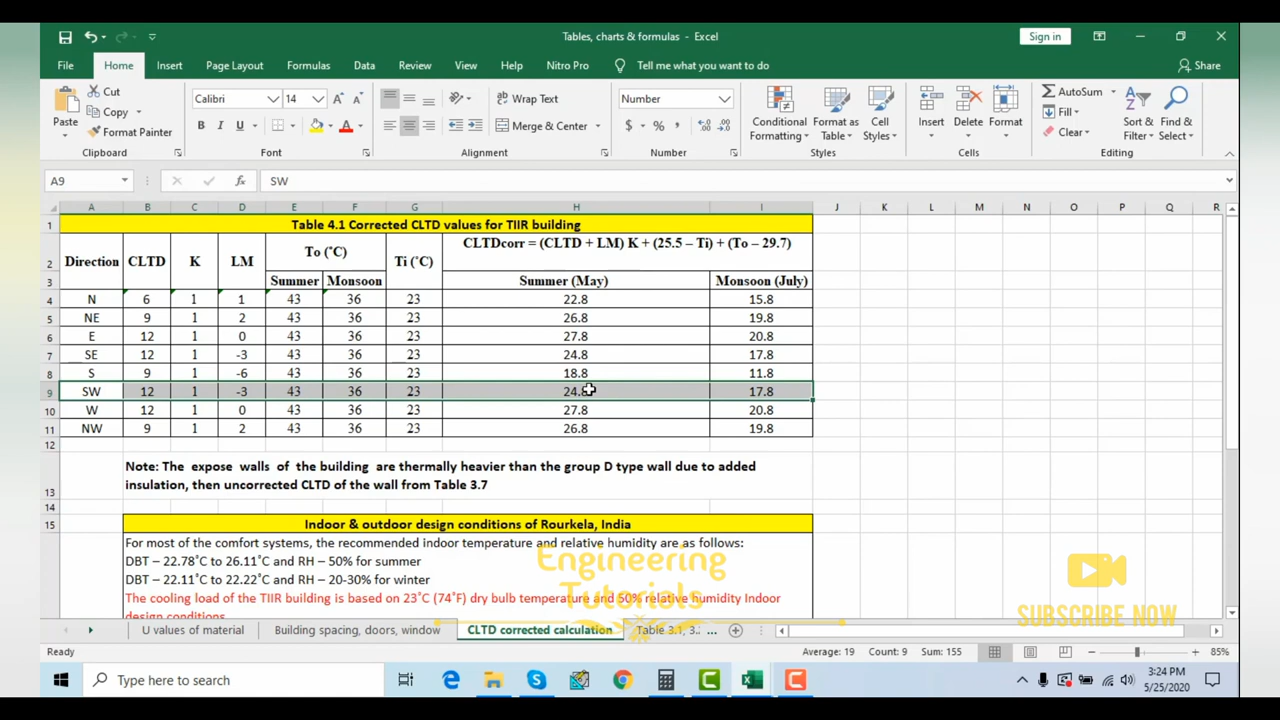 Tables, charts & formulas - Excel
Sign in
File Home Insert Page Layout Formulas Data Review View Help Nitro Pro Tell me what you want to do Share
Paste
Cut
Copy
Format Painter
Clipboard
Calibri 14
B I U
Font
Wrap Text
Merge & Center
Alignment
Number
$ %
Number
Conditional Formatting
Format as Table
Cell Styles
Styles
Insert
Delete
Format
Cells
AutoSum
Fill
Clear
Sort & Filter
Find & Select
Editing
A9 fx SW
A B C D E F G H I J K L M N O P Q R
1 Table 4.1 Corrected CLTD values for TIIR building
2 Direction CLTD K LM To (˚C) Ti (˚C) CLTDcorr = (CLTD + LM) K + (25.5 – Ti) + (To – 29.7)
3 Summer Monsoon Summer (May) Monsoon (July)
4 N 6 1 1 43 36 23 22.8 15.8
5 NE 9 1 2 43 36 23 26.8 19.8
6 E 12 1 0 43 36 23 27.8 20.8
7 SE 12 1 -3 43 36 23 24.8 17.8
8 S 9 1 -6 43 36 23 18.8 11.8
9 SW 12 1 -3 43 36 23 24.8 17.8
10 W 12 1 0 43 36 23 27.8 20.8
11 NW 9 1 2 43 36 23 26.8 19.8
12
13 Note: The expose walls of the building are thermally heavier than the group D type wall due to added
insulation, then uncorrected CLTD of the wall from Table 3.7
14
15 Indoor & outdoor design conditions of Rourkela, India
For most of the comfort systems, the recommended indoor temperature and relative humidity are as follows:
DBT – 22.78˚C to 26.11˚C and RH – 50% for summer
DBT – 22.11˚C to 22.22˚C and RH – 20-30% for winter
The cooling load of the TIIR building is based on 23˚C (74˚F) dry bulb temperature and 50% relative humidity Indoor
design conditions
Engineering
Tutorials
SUBSCRIBE NOW
U values of material Building spacing, doors, window CLTD corrected calculation Table 3.1, 3. ...
Ready Average: 19 Count: 9 Sum: 155 85%
Type here to search
3:24 PM
5/25/2020